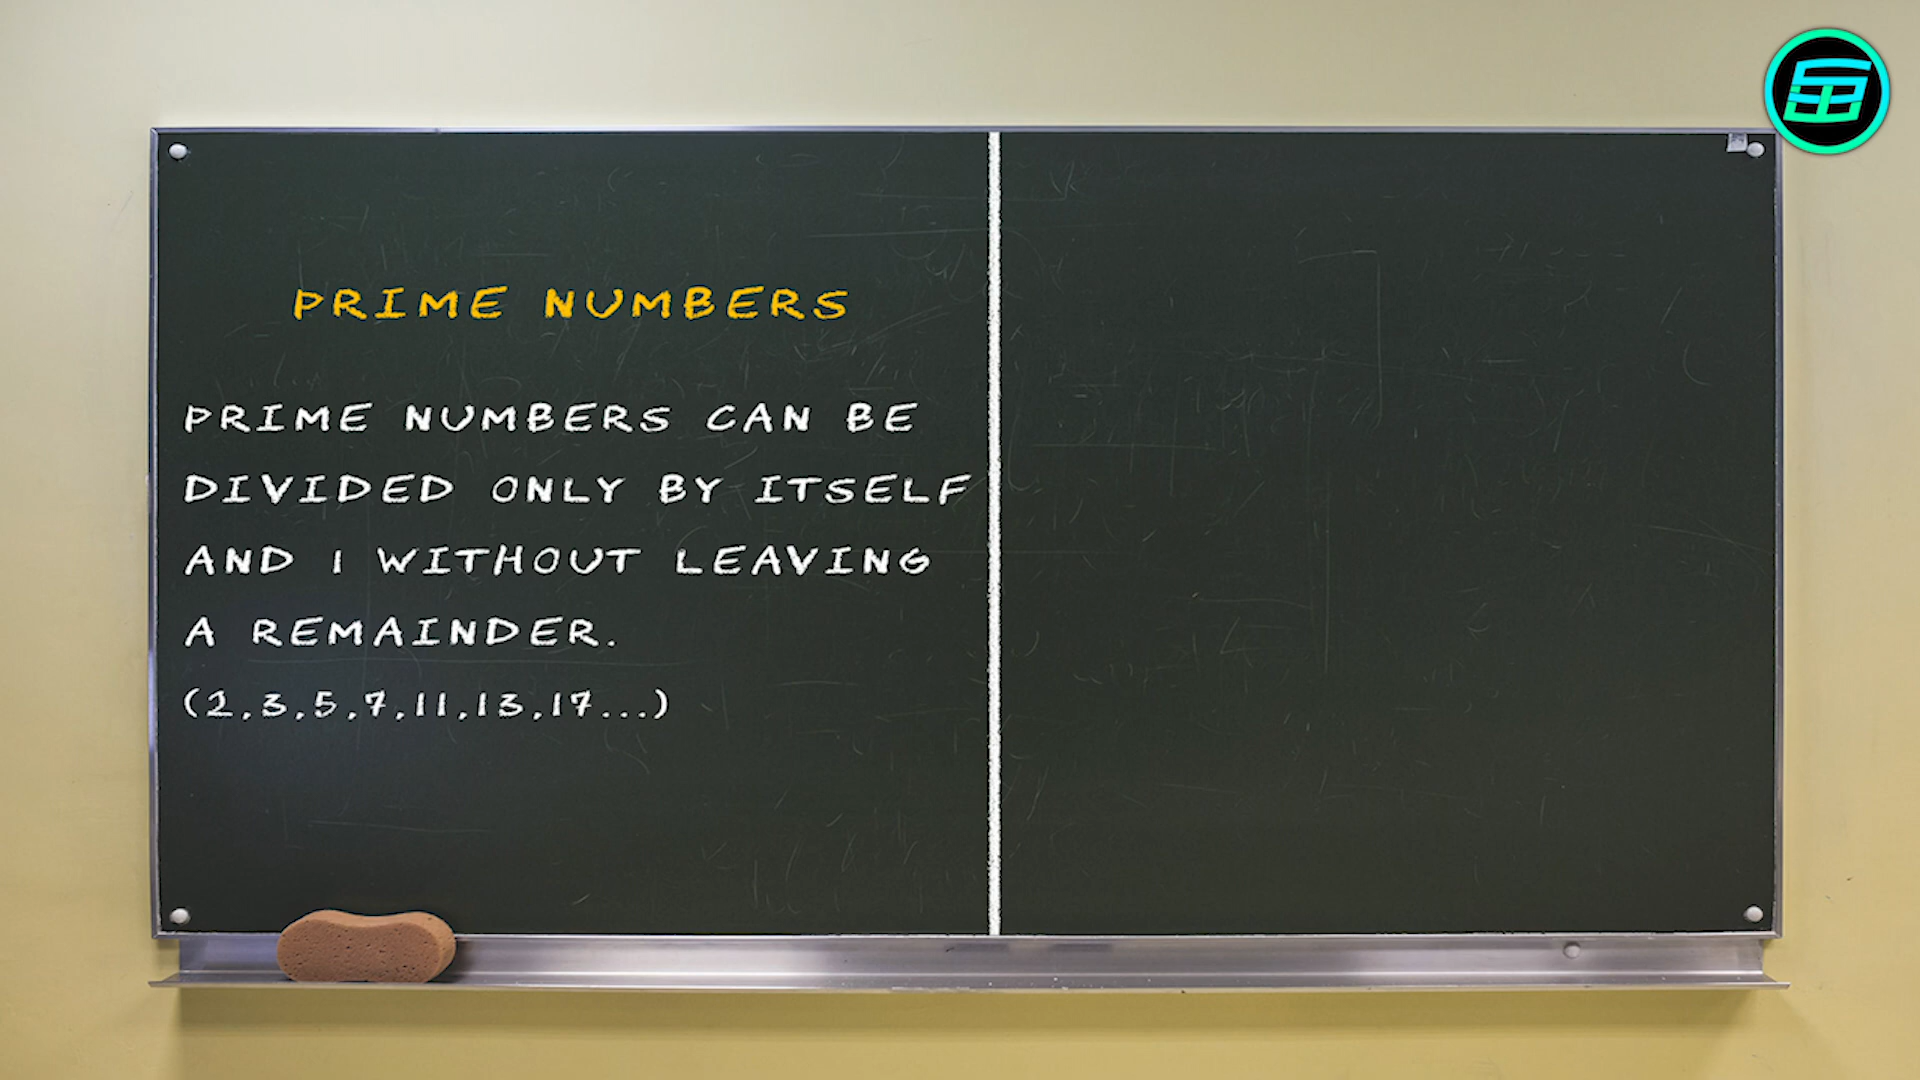 PRIME NUMBERS
PRIME NUMBERS CAN BE
DIVIDED ONLY BY ITSELF
AND 1 WITHOUT LEAVING
A REMAINDER.
(2,3,5,7,11,13,17...)